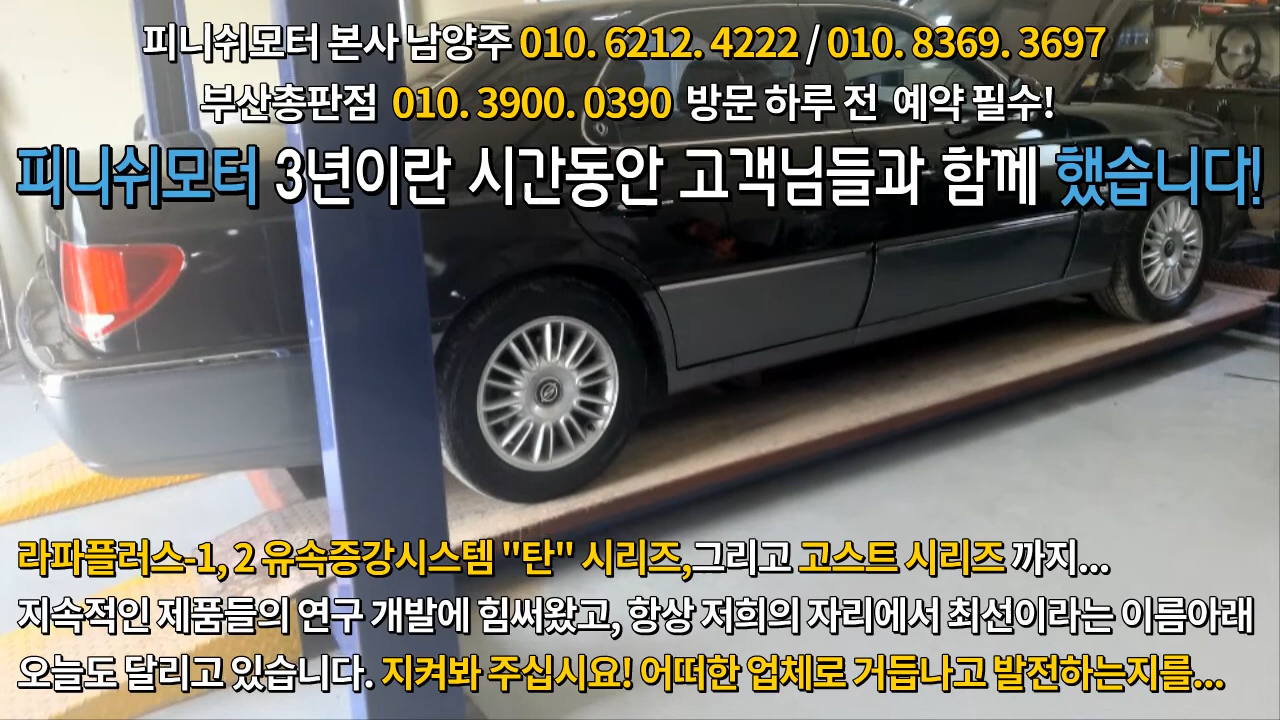 피니쉬모터 본사 남양주 010. 6212. 4222 / 010. 8369. 3697
부산총판점 010. 3900. 0390 방문 하루 전 예약 필수!
피니쉬모터 3년이란 시간동안 고객님들과 함께 했습니다!
라파플러스-1, 2 유속증강시스템 "탄" 시리즈,그리고 고스트 시리즈 까지...
지속적인 제품들의 연구 개발에 힘써왔고, 항상 저희의 자리에서 최선이라는 이름아래
오늘도 달리고 있습니다. 지켜봐 주십시요! 어떠한 업체로 거듭나고 발전하는지를...